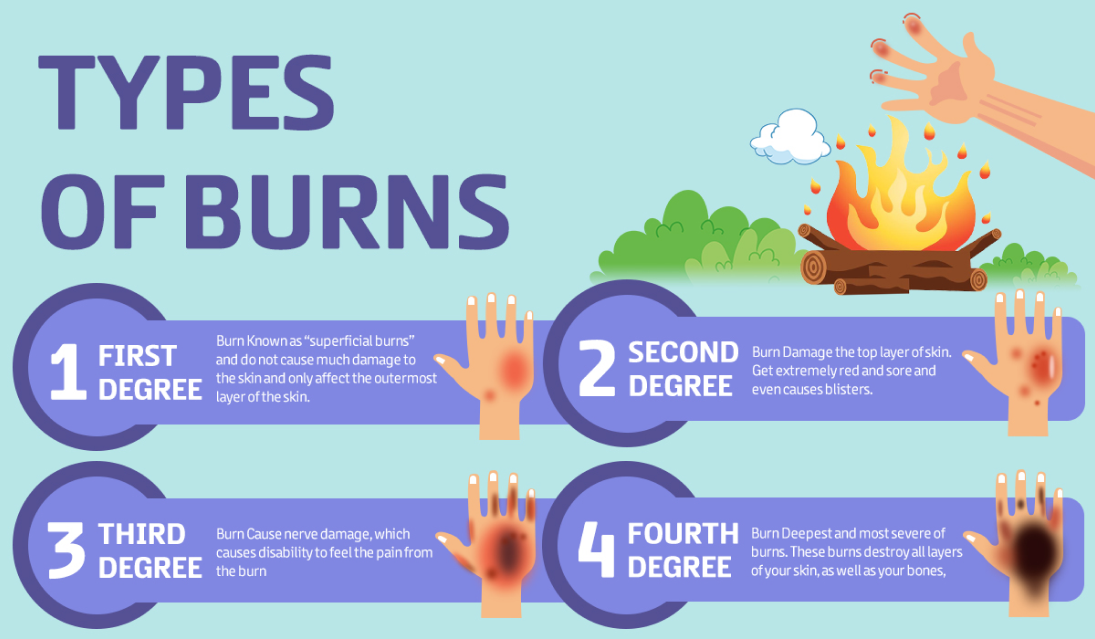 TYPES
OF BURNS
1
FIRST
DEGREE
Burn Known as “superficial burns”
and do not cause much damage to
the skin and only affect the outermost
layer of the skin.
2
SECOND
DEGREE
Burn Damage the top layer of skin.
Get extremely red and sore and
even causes blisters.
3
THIRD
DEGREE
Burn Cause nerve damage, which
causes disability to feel the pain from
the burn
4
FOURTH
DEGREE
Burn Deepest and most severe of
burns. These burns destroy all layers
of your skin, as well as your bones,